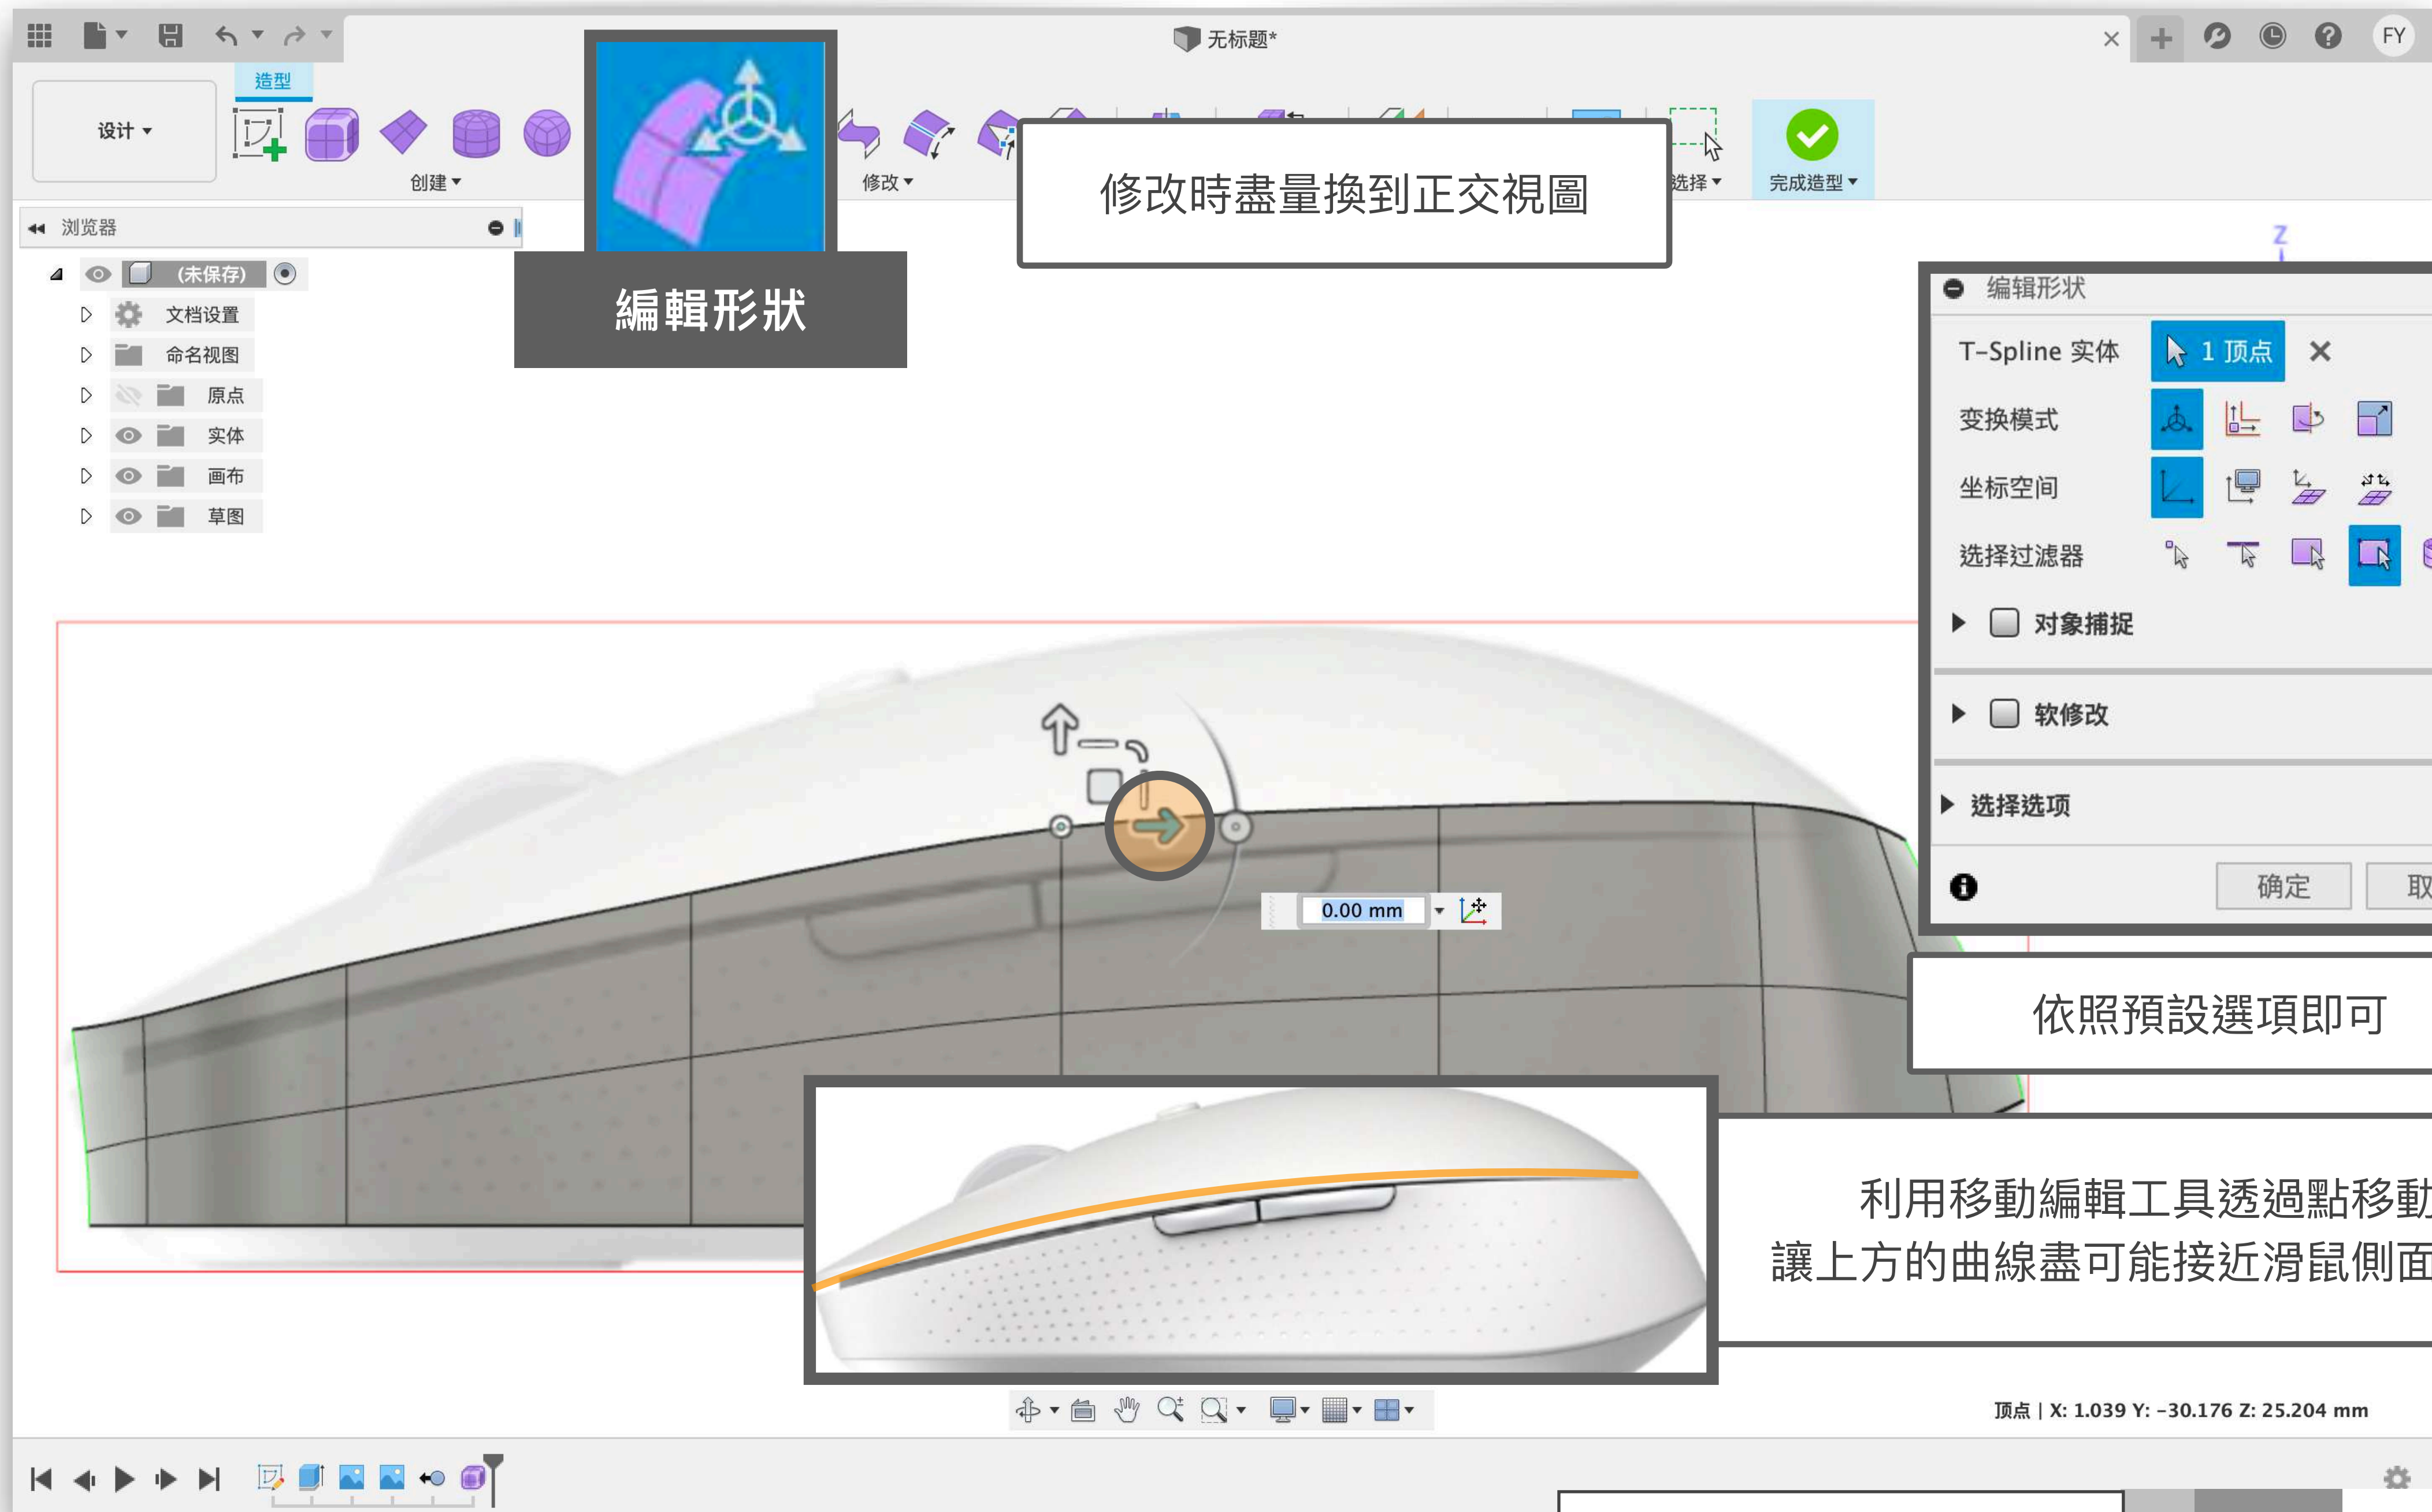 无标题*
FY
造型
设计
创建
修改
选择
完成造型
修改時盡量換到正交視圖
編輯形狀
浏览器
(未保存)
文档设置
命名视图
原点
实体
画布
草图
Z
编辑形状
T-Spline 实体
1 顶点
变换模式
坐标空间
选择过滤器
对象捕捉
软修改
选择选项
确定
取
0.00 mm
依照預設選項即可
利用移動編輯工具透過點移動
讓上方的曲線盡可能接近滑鼠側面
顶点 | X: 1.039 Y: -30.176 Z: 25.204 mm